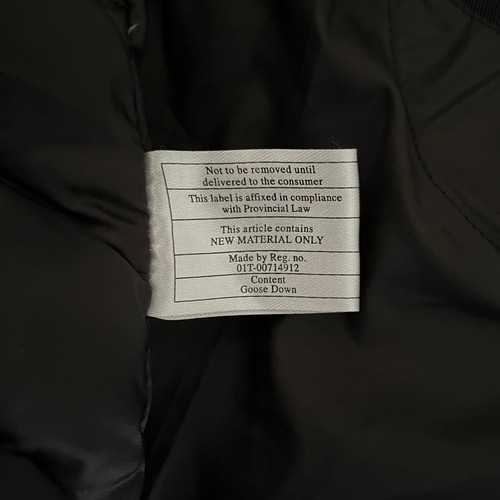 Not to be removed until
delivered to the consumer
This label is affixed in compliance
with Provincial Law
This article contains
NEW MATERIAL ONLY
Made by Reg. no.
01T-00714912
Content
Goose Down